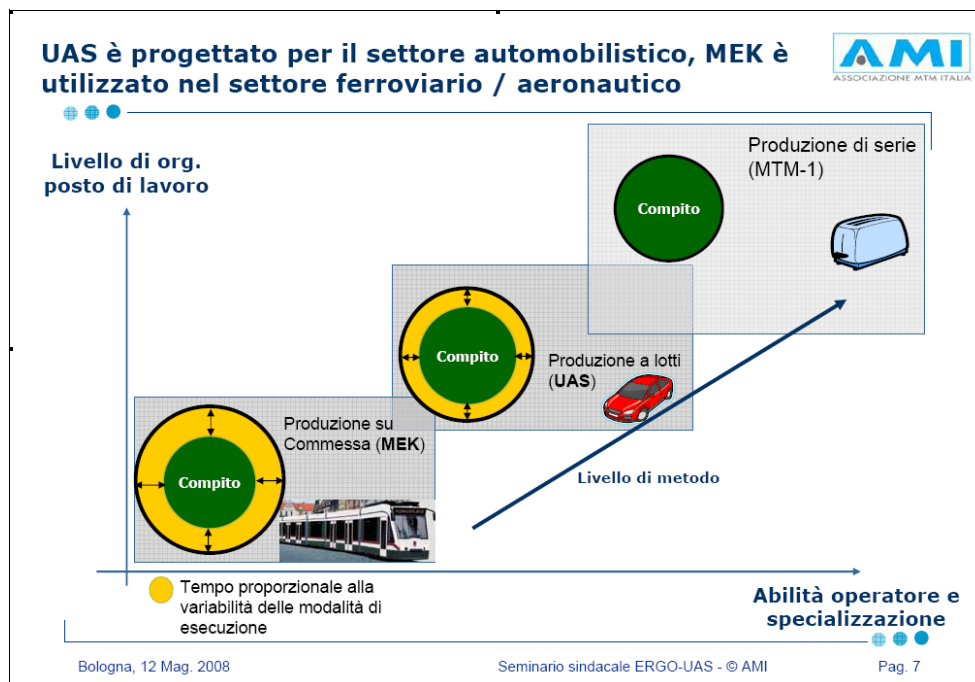 UAS è progettato per il settore automobilistico, MEK è
utilizzato nel settore ferroviario / aeronautico
AMI
ASSOCIAZIONE MTM ITALIA
Livello di org.
posto di lavoro
Produzione di serie
(MTM-1)
Compito
Compito
Produzione a lotti
(UAS)
Produzione su
Commessa (MEK)
Compito
Livello di metodo
Tempo proporzionale alla
variabilità delle modalità di
esecuzione
Abilità operatore e
specializzazione
Bologna, 12 Mag. 2008
Seminario sindacale ERGO-UAS - © AMI
Pag. 7